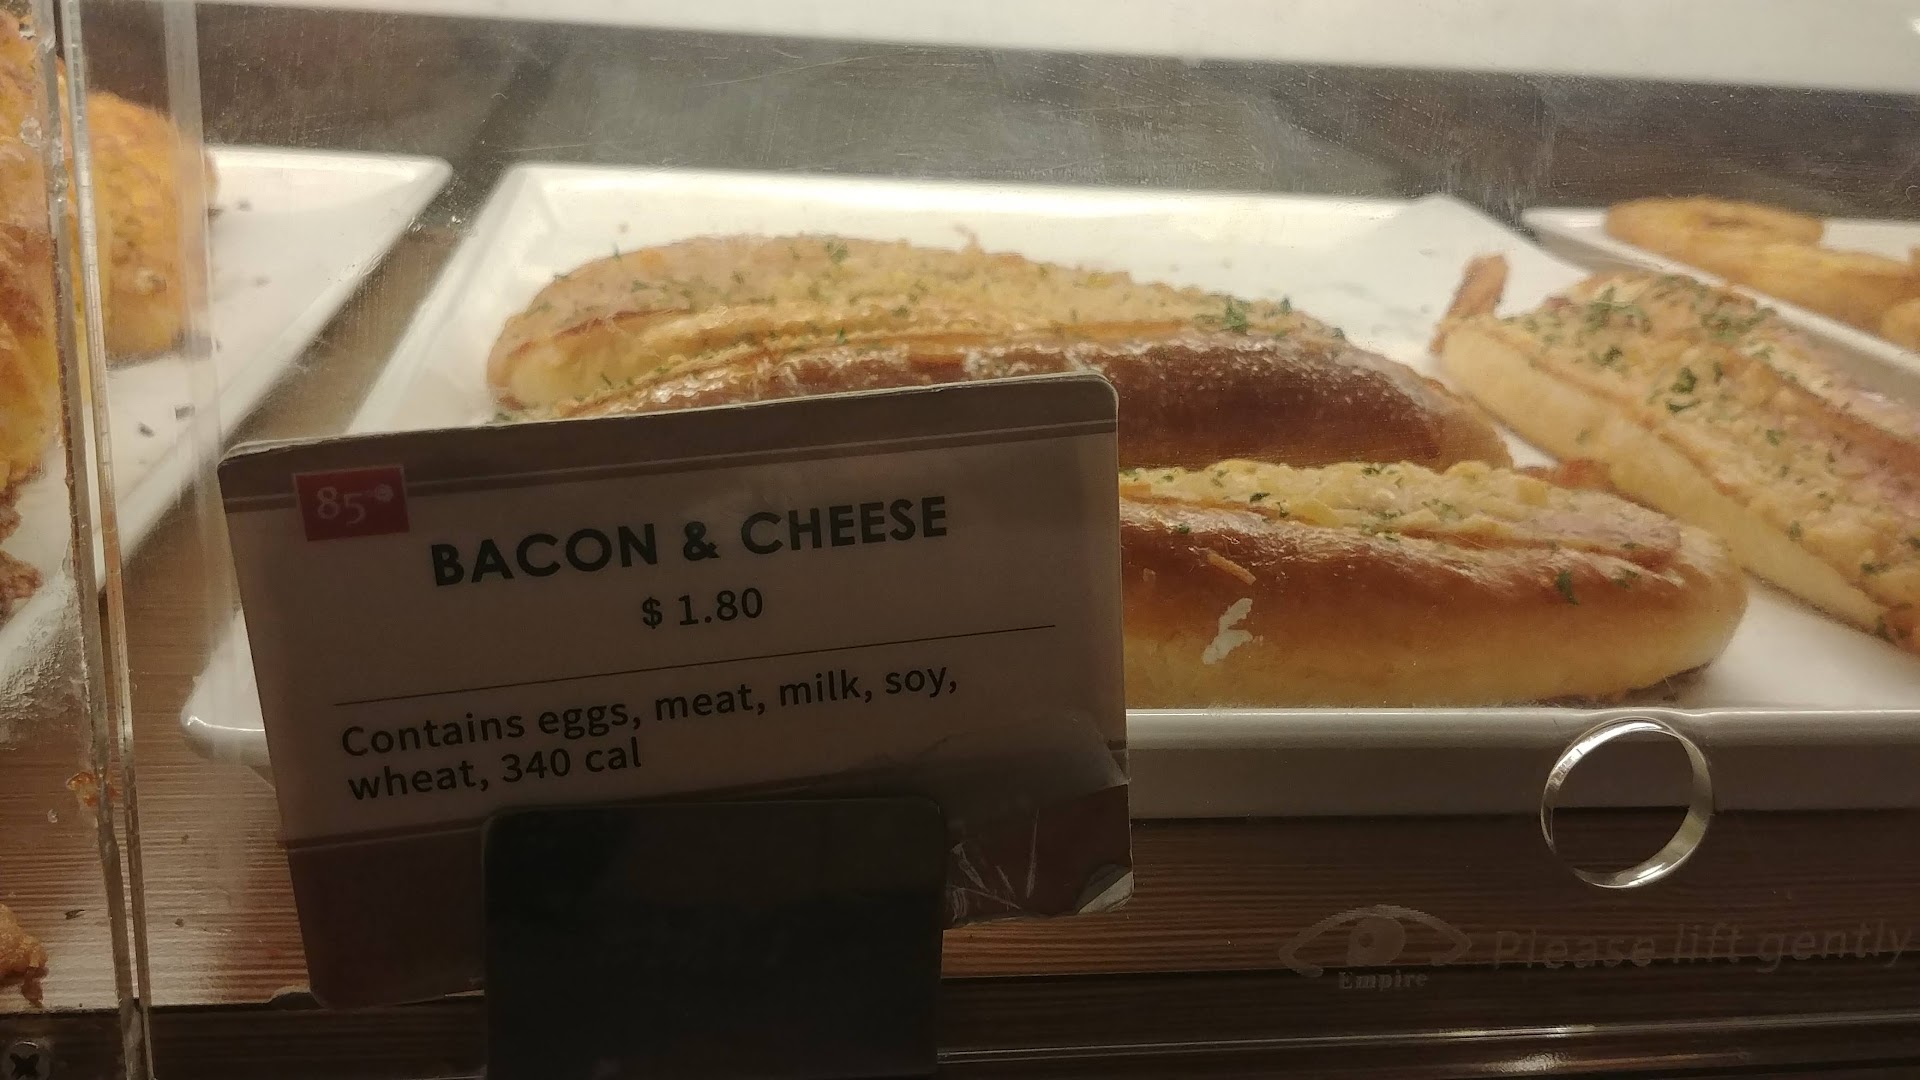 85°
BACON & CHEESE
$ 1.80
Contains eggs, meat, milk, soy,
wheat, 340 cal
Empire
Please lift gently